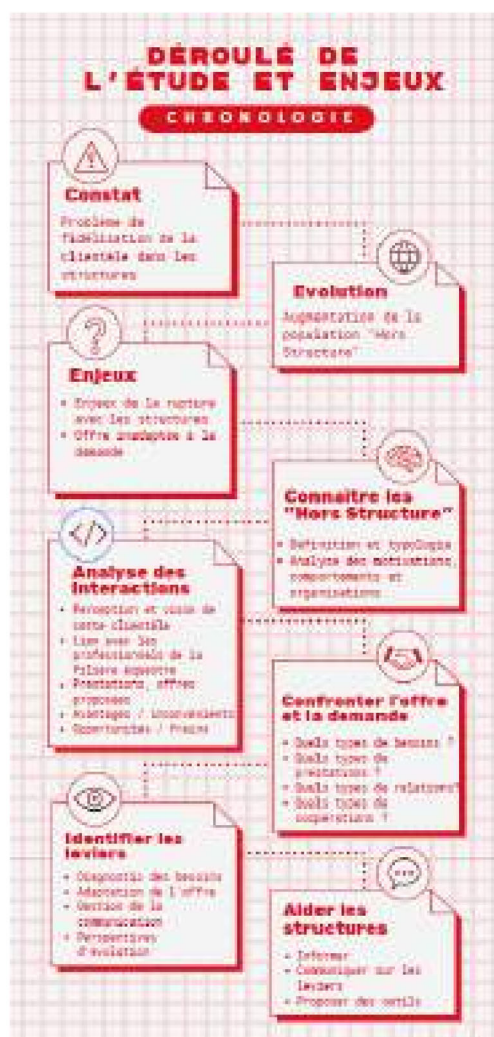 DÉROULÉ DE
L'ÉTUDE ET ENJEUX
CHRONOLOGIE
Constat
Problème de
fidélisation de la
clientèle dans les
structures
Evolution
Augmentation de la
population "Hors
Structure"
Enjeux
• Enjeux de la rupture
avec les structures
• Offre inadaptée à la
demande
Connaître les
"Hors Structure"
• Définition et typologie
• Analyse des motivations,
comportements et
organisations
</>
Analyse des
interactions
• Perception et vision de
cette clientèle
• Lien avec les
professionnels de la
filière équestre
• Prestations, offres
proposées
• Avantages / inconvénients
• Opportunités / Freins
Confronter l'offre
et la demande
• Quels types de besoins ?
• Quels types de
prestations ?
• Quels types de relations?
• Quels types de
coopérations ?
Identifier les
leviers
• Diagnostic des besoins
• Adaptation de l'offre
• Gestion de la
communication
• Perspectives
d'évolution
Aider les
structures
• Informer
• Communiquer sur les
leviers
• Proposer des outils